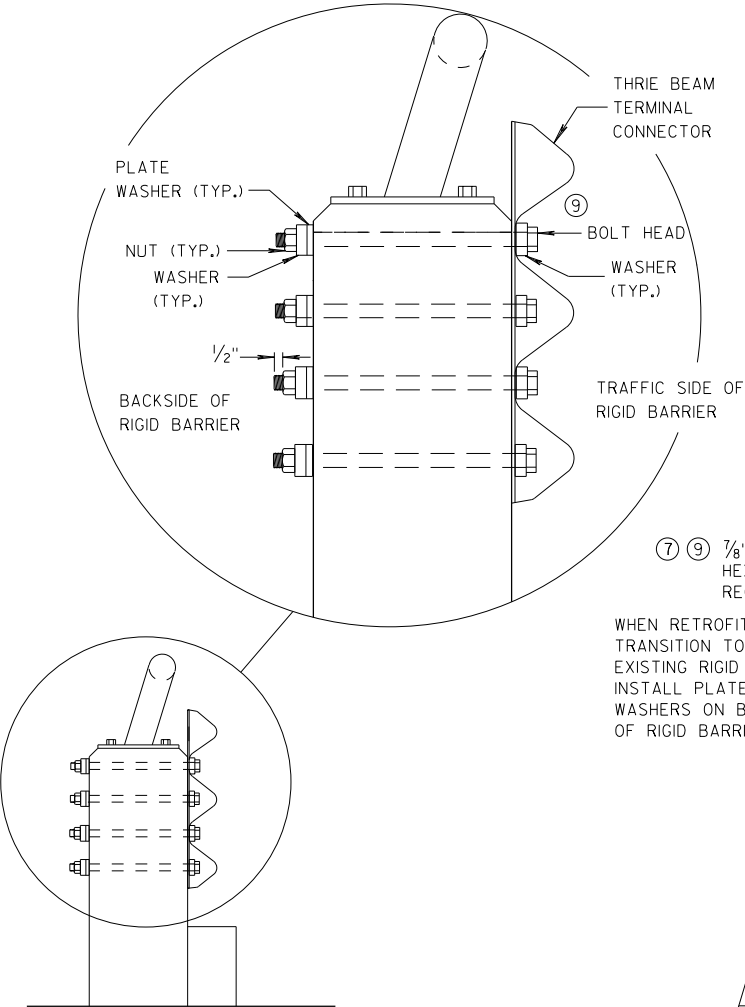 THRIE BEAM
TERMINAL
CONNECTOR
PLATE
WASHER (TYP.)
9
BOLT HEAD
NUT (TYP.)
WASHER
(TYP.)
WASHER
(TYP.)
1/2"
BACKSIDE OF
RIGID BARRIER
TRAFFIC SIDE OF
RIGID BARRIER
7 9 7/8"
WHEN RETROFIT
TRANSITION TO
EXISTING RIGID
INSTALL PLATE
WASHERS ON B
OF RIGID BARRI